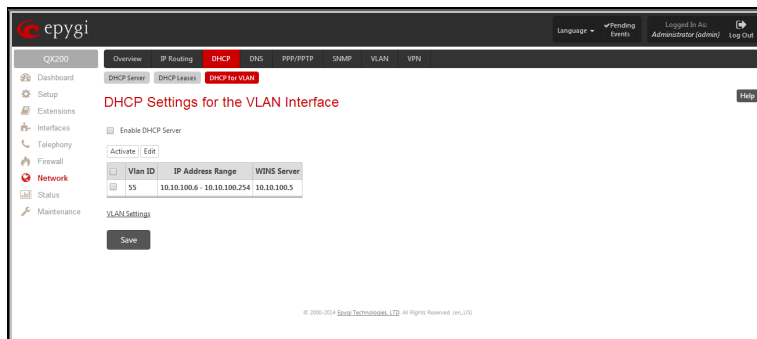 epygi
Language
Pending Events
Logged In As:
Administrator (admin)
Log Out
QX200
Overview IP Routing DHCP DNS PPP/PPTP SNMP VLAN VPN
Dashboard
Setup
Extensions
Interfaces
Telephony
Firewall
Network
Status
Maintenance
DHCP Server DHCP Leases DHCP for VLAN
Help
DHCP Settings for the VLAN Interface
Enable DHCP Server
Activate Edit
Vlan ID IP Address Range WINS Server
55 10.10.100.6 - 10.10.100.254 10.10.100.5
VLAN Settings
Save
© 2000-2014 Epygi Technologies, LTD. All Rights Reserved. (en_US)